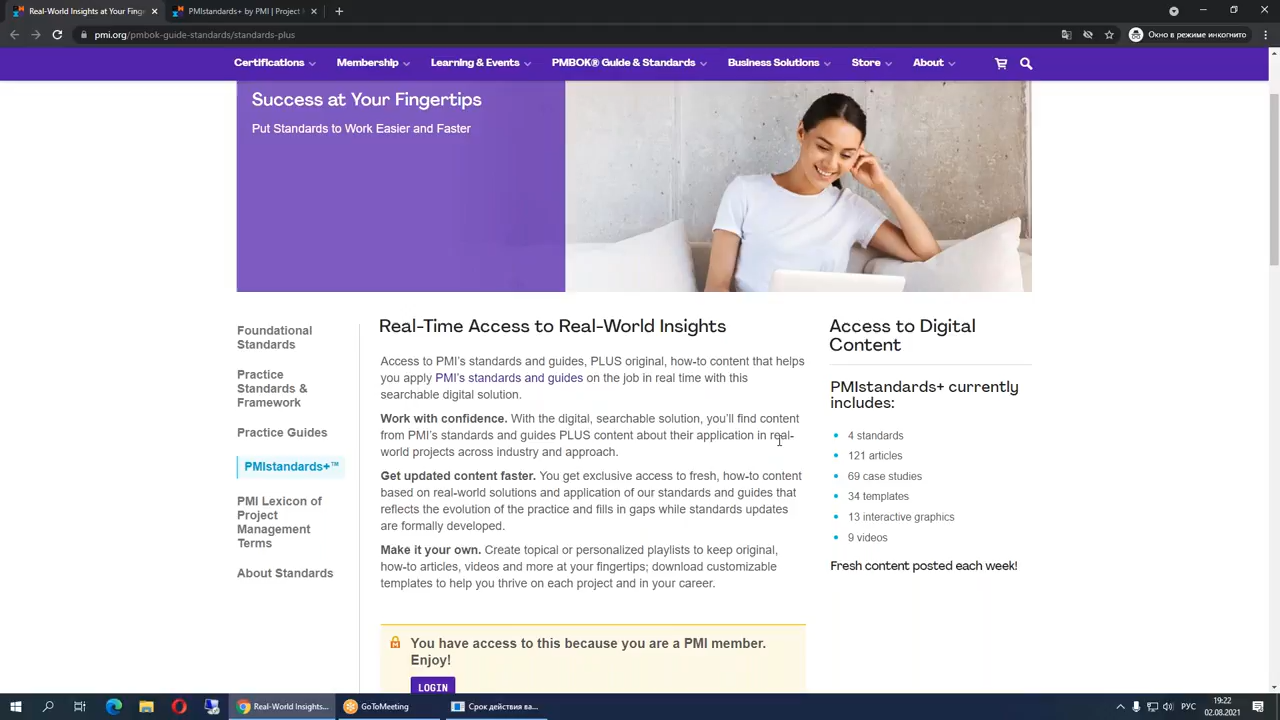 Real-World Insights at Your Finge
PMIstandards+ by PMI | Project
pmi.org/pmbok-guide-standards/standards-plus
Окно в режиме инкогнито
Certifications
Membership
Learning & Events
PMBOK® Guide & Standards
Business Solutions
Store
About
Success at Your Fingertips
Put Standards to Work Easier and Faster
Foundational
Standards
Practice
Standards &
Framework
Practice Guides
PMIstandards+™
PMI Lexicon of
Project
Management
Terms
About Standards
Real-Time Access to Real-World Insights
Access to PMI's standards and guides, PLUS original, how-to content that helps
you apply PMI's standards and guides on the job in real time with this
searchable digital solution.
Work with confidence. With the digital, searchable solution, you'll find content
from PMI's standards and guides PLUS content about their application in real-
world projects across industry and approach.
Get updated content faster. You get exclusive access to fresh, how-to content
based on real-world solutions and application of our standards and guides that
reflects the evolution of the practice and fills in gaps while standards updates
are formally developed.
Make it your own. Create topical or personalized playlists to keep original,
how-to articles, videos and more at your fingertips; download customizable
templates to help you thrive on each project and in your career.
You have access to this because you are a PMI member.
Enjoy!
LOGIN
Access to Digital
Content
PMIstandards+ currently
includes:
4 standards
121 articles
69 case studies
34 templates
13 interactive graphics
9 videos
Fresh content posted each week!
Real-World Insights...
GoToMeeting
Срок действия ва...
РУС
19:22
02.08.2021